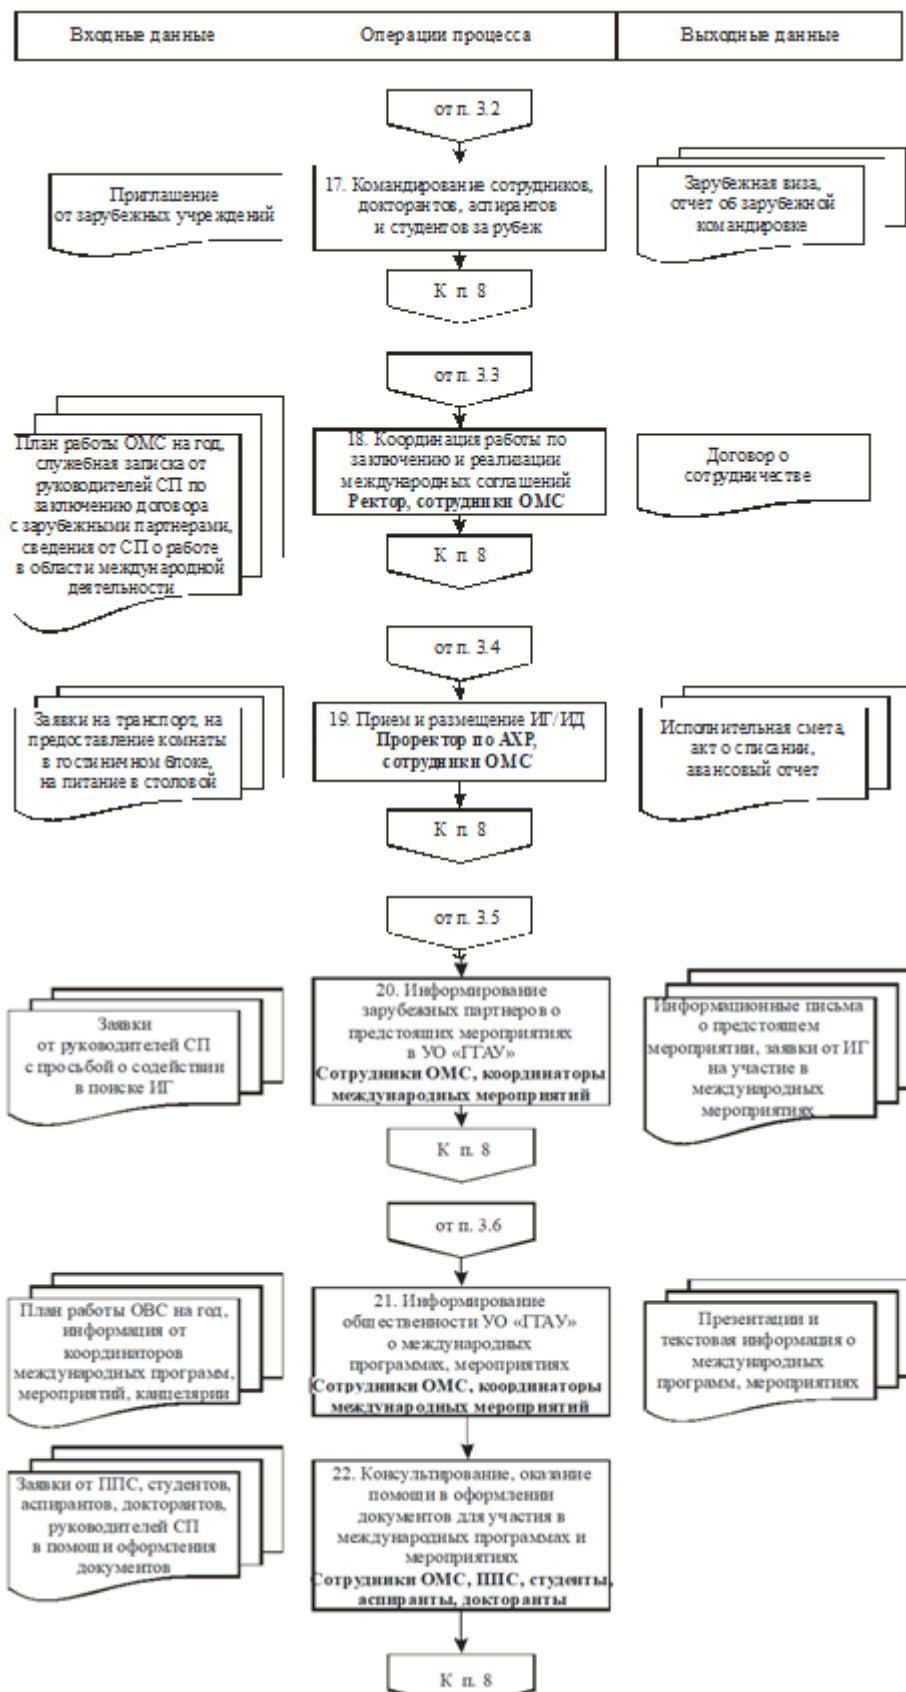 Входные данные
Операции процесса
Выходные данные
от п. 3.2
Приглашение
от зарубежных учреждений
17. Командирование сотрудников,
докторантов, аспирантов
и студентов за рубеж
Зарубежная виза,
отчет об зарубежной
командировке
К п. 8
от п. 3.3
План работы ОМС на год,
служебная записка от
руководителей СП по
заключению договора
с зарубежными партнерами,
сведения от СП о работе
в области международной
деятельности
18. Координация работы по
заключению и реализации
международных соглашений
Ректор, сотрудники ОМС
Договор о
сотрудничестве
К п. 8
от п. 3.4
Заявки на транспорт, на
предоставление комнаты
в гостиничном блоке,
на питание в столовой
19. Прием и размещение ИГ/ИД
Проректор по АХР,
сотрудники ОМС
Исполнительная смета,
акт о списании,
авансовый отчет
К п. 8
от п. 3.5
Заявки
от руководителей СП
с просьбой о содействии
в поиске ИГ
20. Информирование
зарубежных партнеров о
предстоящих мероприятиях
в УО «ГГАУ»
Сотрудники ОМС, координаторы
международных мероприятий
Информационные письма
о предстоящем
мероприятии, заявки от ИГ
на участие в
международных
мероприятиях
К п. 8
от п. 3.6
План работы ОВС на год,
информация от
координаторов
международных программ,
мероприятий, канцелярии
21. Информирование
общественности УО «ГГАУ»
о международных
программах, мероприятиях
Сотрудники ОМС, координаторы
международных мероприятий
Презентации и
текстовая информация о
международных
программ, мероприятиях
Заявки от ППС, студентов,
аспирантов, докторантов,
руководителей СП
в помощи оформления
документов
22. Консультирование, оказание
помощи в оформлении
документов для участия в
международных программах и
мероприятиях
Сотрудники ОМС, ППС, студенты,
аспиранты, докторанты
К п. 8